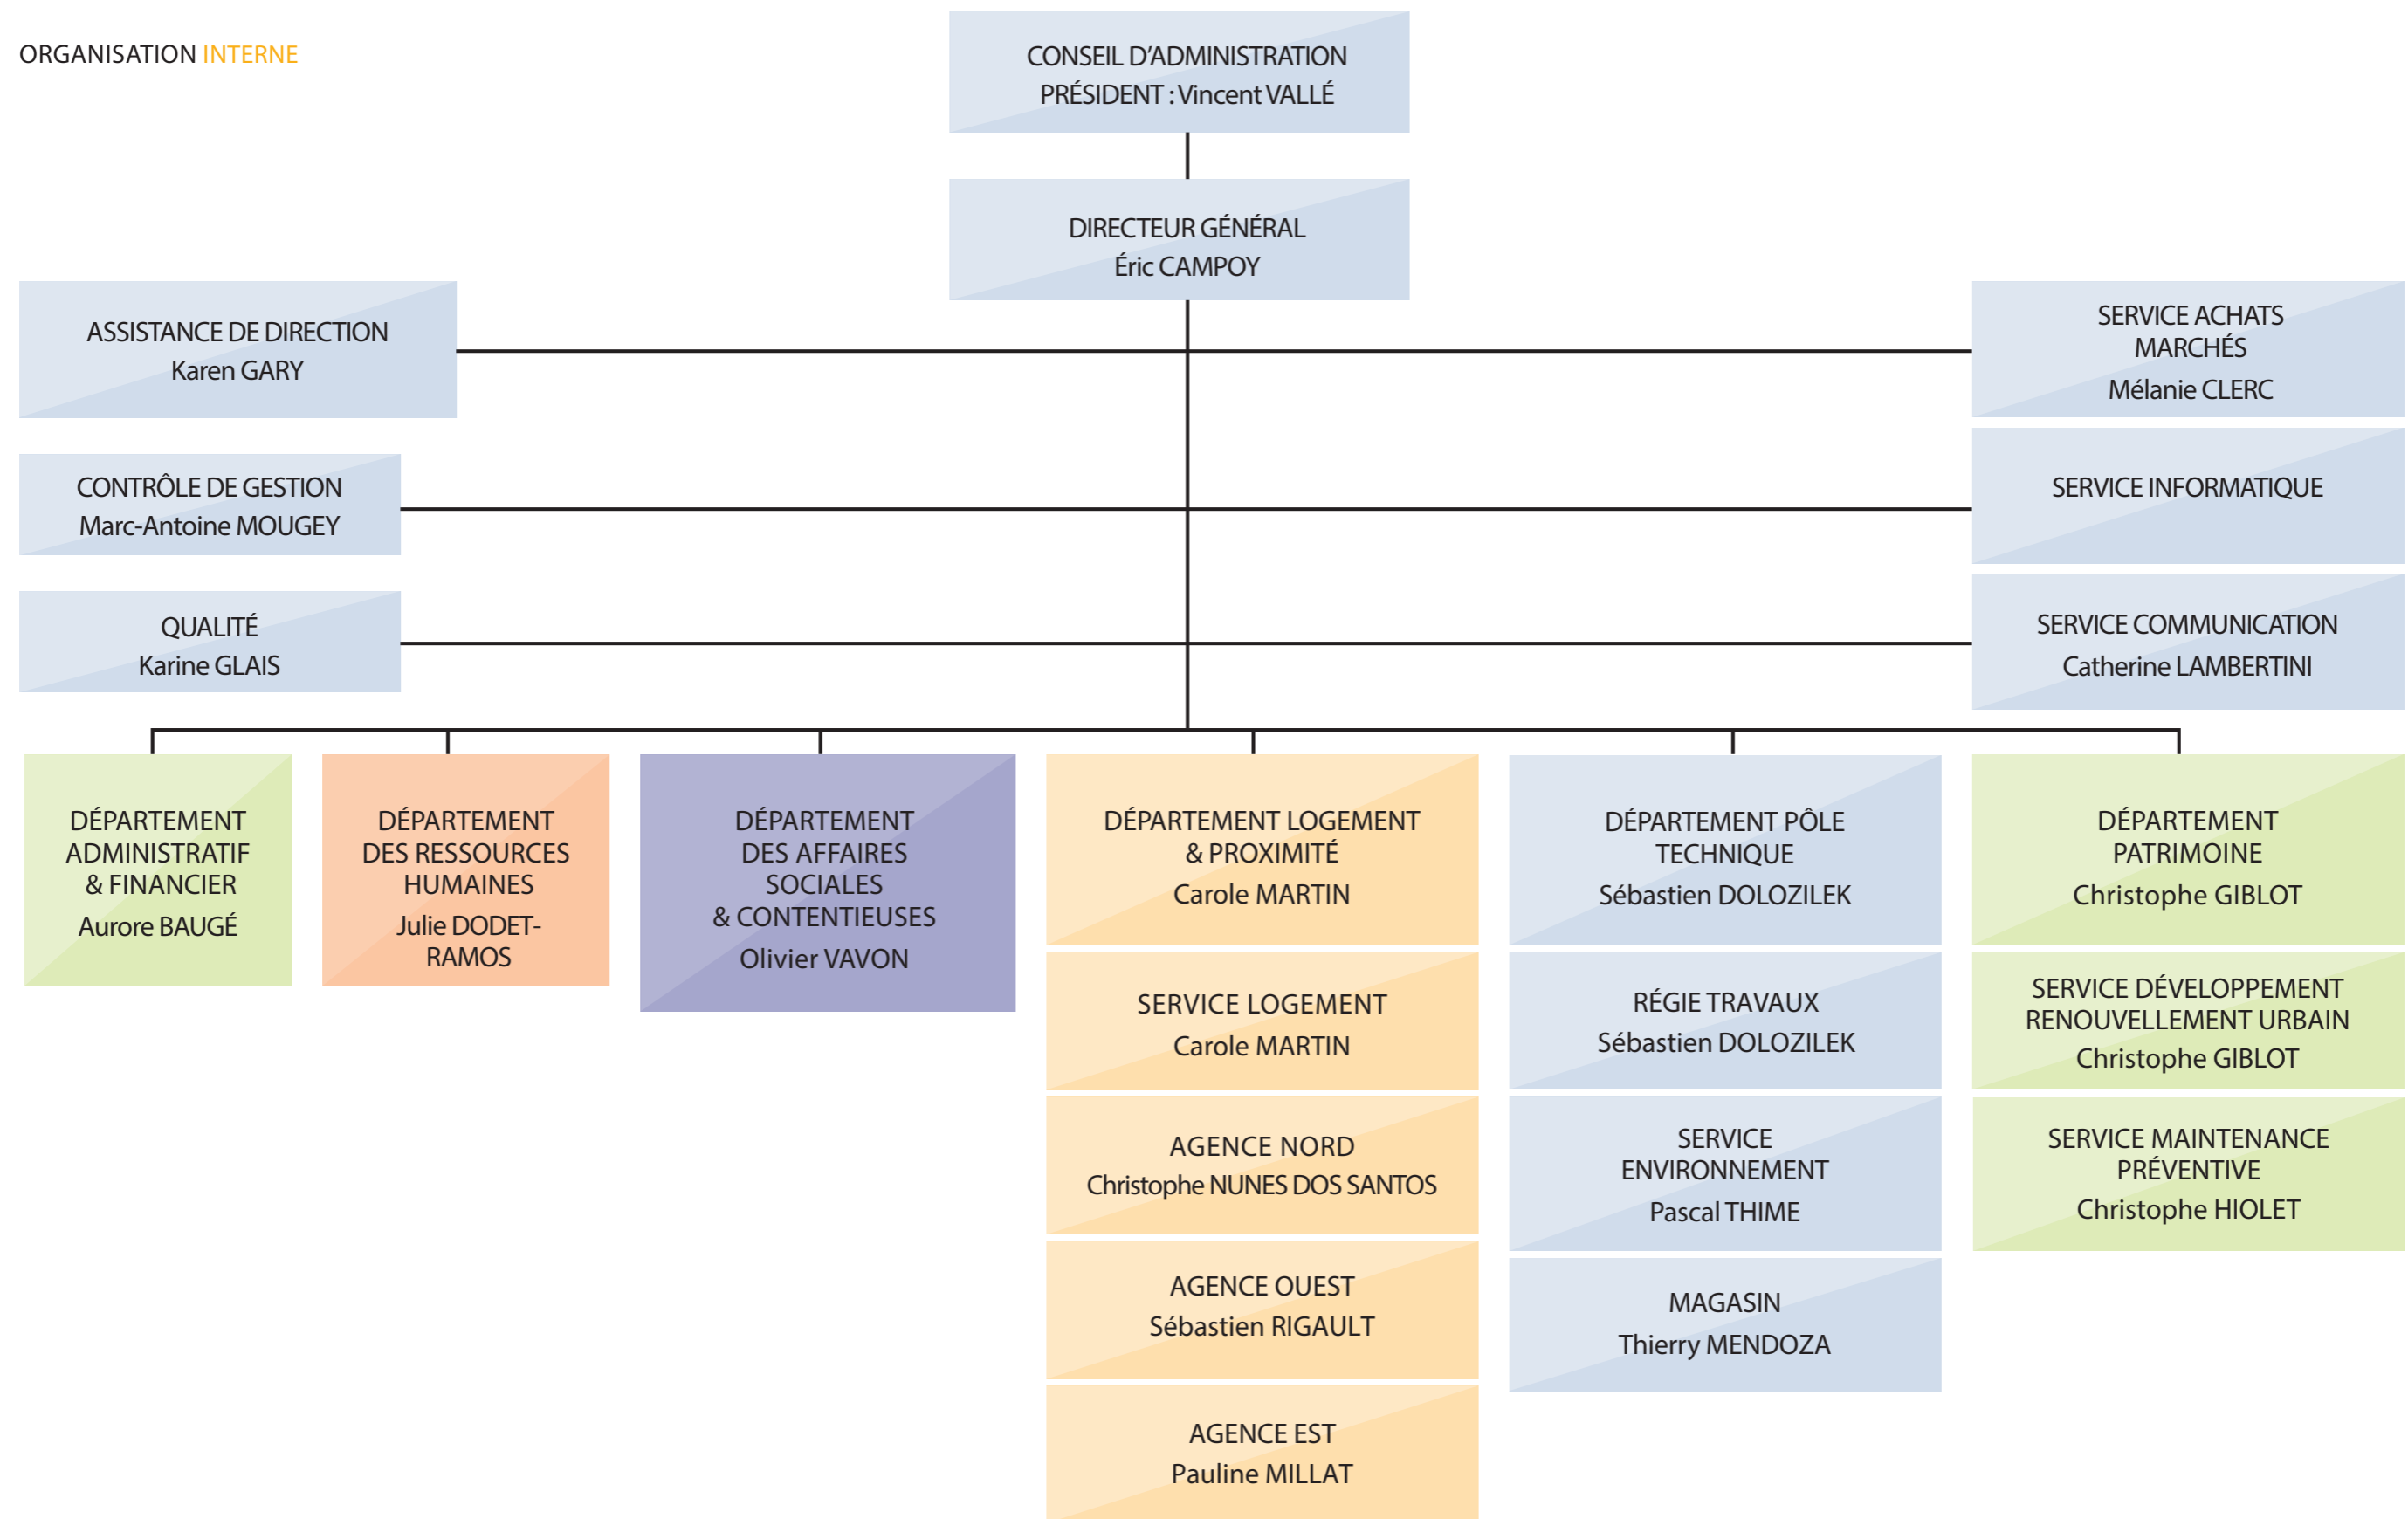 ORGANISATION INTERNE
CONSEIL D'ADMINISTRATION
PRÉSIDENT : Vincent VALLÉ
DIRECTEUR GÉNÉRAL
Éric CAMPOY
ASSISTANCE DE DIRECTION
Karen GARY
SERVICE ACHATS
MARCHÉS
Mélanie CLERC
CONTRÔLE DE GESTION
Marc-Antoine MOUGEY
SERVICE INFORMATIQUE
QUALITÉ
Karine GLAIS
SERVICE COMMUNICATION
Catherine LAMBERTINI
DÉPARTEMENT
ADMINISTRATIF
& FINANCIER
Aurore BAUGÉ
DÉPARTEMENT
DES RESSOURCES
HUMAINES
Julie DODET-
RAMOS
DÉPARTEMENT
DES AFFAIRES
SOCIALES
& CONTENTIEUSES
Olivier VAVON
DÉPARTEMENT LOGEMENT
& PROXIMITÉ
Carole MARTIN
SERVICE LOGEMENT
Carole MARTIN
AGENCE NORD
Christophe NUNES DOS SANTOS
AGENCE OUEST
Sébastien RIGAULT
AGENCE EST
Pauline MILLAT
DÉPARTEMENT PÔLE
TECHNIQUE
Sébastien DOLOZILEK
RÉGIE TRAVAUX
Sébastien DOLOZILEK
SERVICE
ENVIRONNEMENT
Pascal THIME
MAGASIN
Thierry MENDOZA
DÉPARTEMENT
PATRIMOINE
Christophe GIBLOT
SERVICE DÉVELOPPEMENT
RENOUVELLEMENT URBAIN
Christophe GIBLOT
SERVICE MAINTENANCE
PRÉVENTIVE
Christophe HIOLET